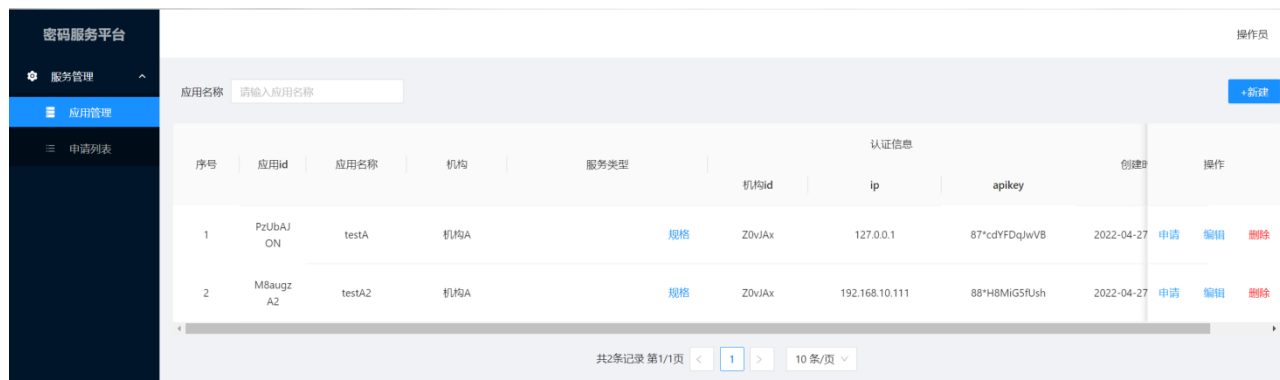 密码服务平台
操作员
服务管理
应用管理
申请列表
应用名称 请输入应用名称
+新建
序号 应用id 应用名称 机构 服务类型 认证信息 创建时 操作
机构id ip apikey
1 PzUbAJ
ON testA 机构A 规格 Z0vJAx 127.0.0.1 87*cdYFDqJwVB 2022-04-27 申请 编辑 删除
2 M8augz
A2 testA2 机构A 规格 Z0vJAx 192.168.10.111 88*H8MiG5fUsh 2022-04-27 申请 编辑 删除
共2条记录 第1/1页 < 1 > 10 条/页